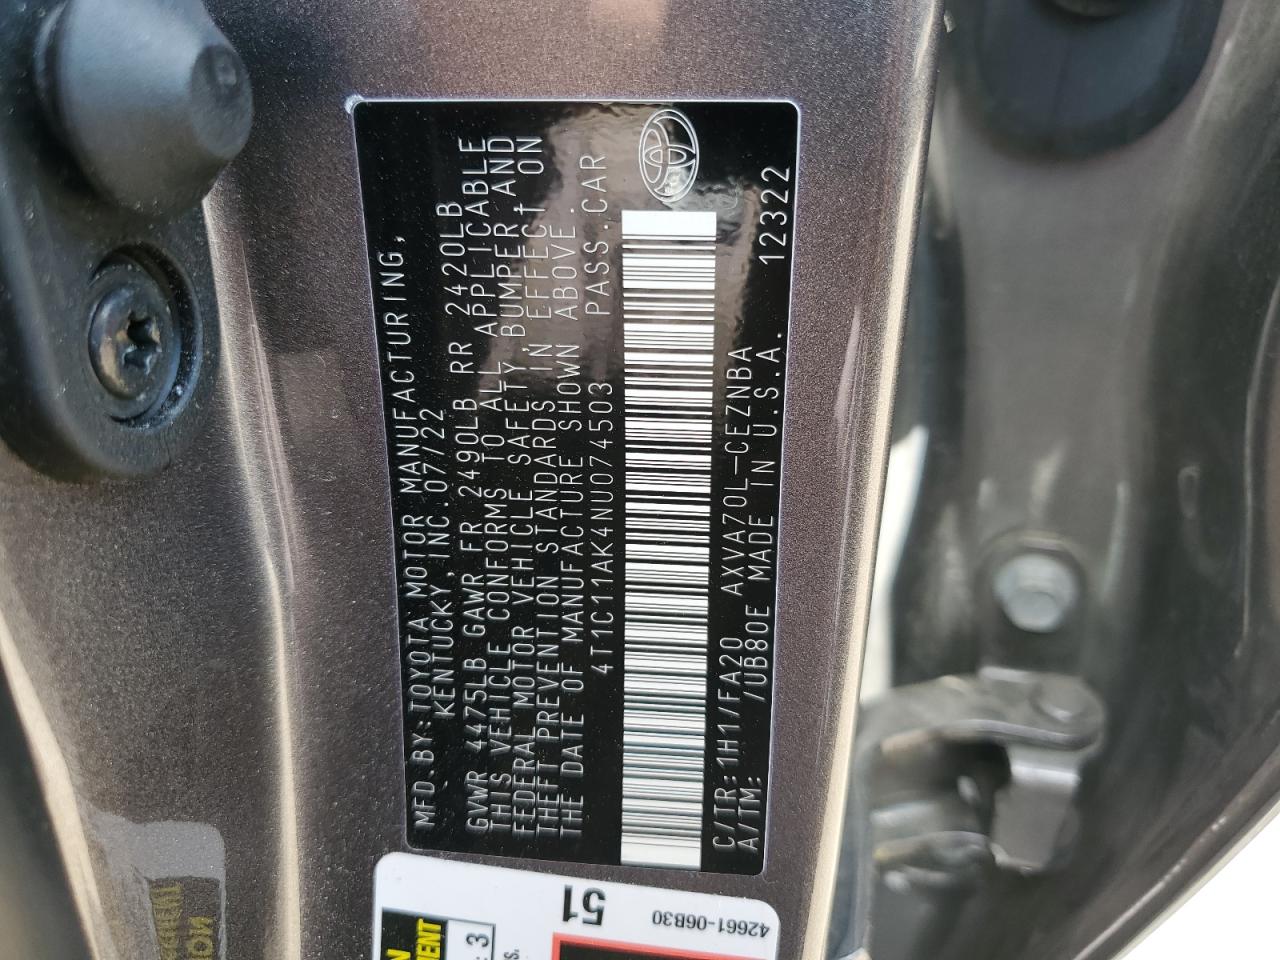 MFD.BY:TOYOTA MOTOR MANUFACTURING,
KENTUCKY,INC.07/22
GVWR 4475LB GAWR FR 2490LB RR 2420LB
THIS VEHICLE CONFORMS TO ALL APPLICABLE
FEDERAL MOTOR VEHICLE SAFETY,BUMPER,AND
THEFT PREVENTION STANDARDS IN EFFECT ON
THE DATE OF MANUFACTURE SHOWN ABOVE.
4T1C11AK4NU074503 PASS.CAR
C/TR:1H1/FA20 AXVA70L-CEZNBA
A/TM: /UB80E MADE IN U.S.A. 12322
51
42661-06B30
3